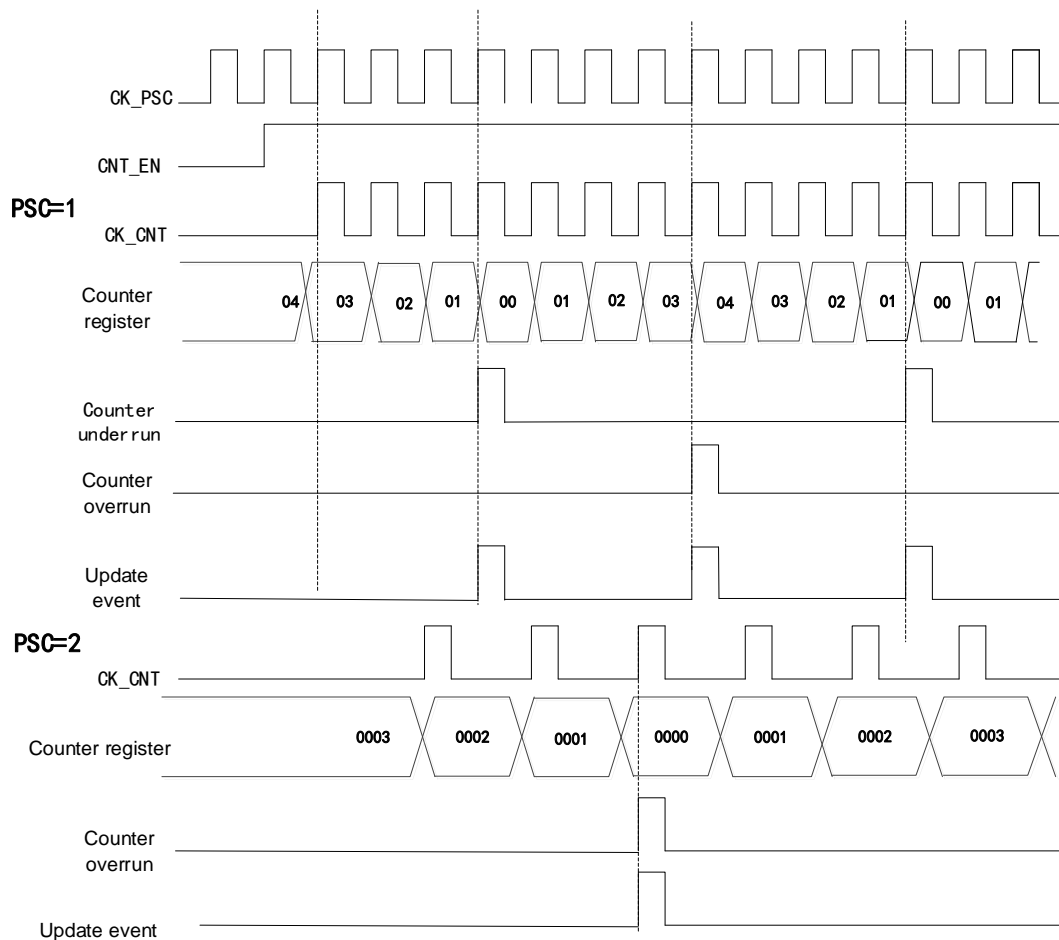 CK_PSC
CNT_EN
PSC=1
CK_CNT
Counter
register
04 03 02 01 00 01 02 03 04 03 02 01 00 01
Counter
underrun
Counter
overrun
Update
event
PSC=2
CK_CNT
Counter register
0003 0002 0001 0000 0001 0002 0003
Counter
overrun
Update event